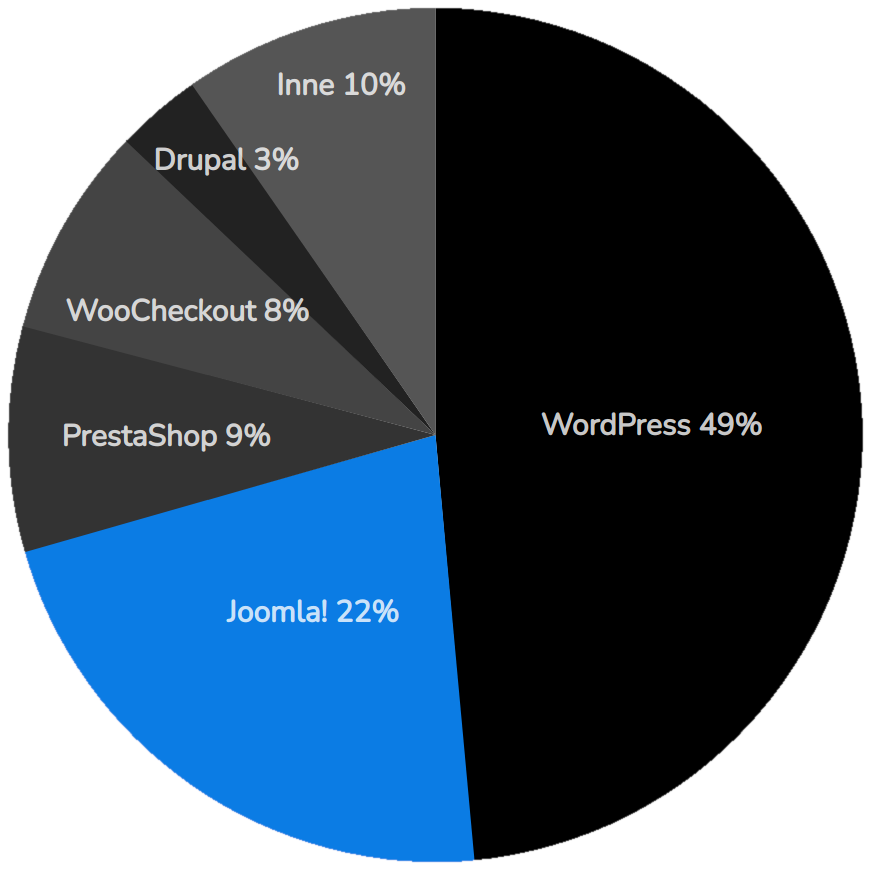 Inne 10%
Drupal 3%
WooCheckout 8%
WordPress 49%
PrestaShop 9%
Joomla! 22%